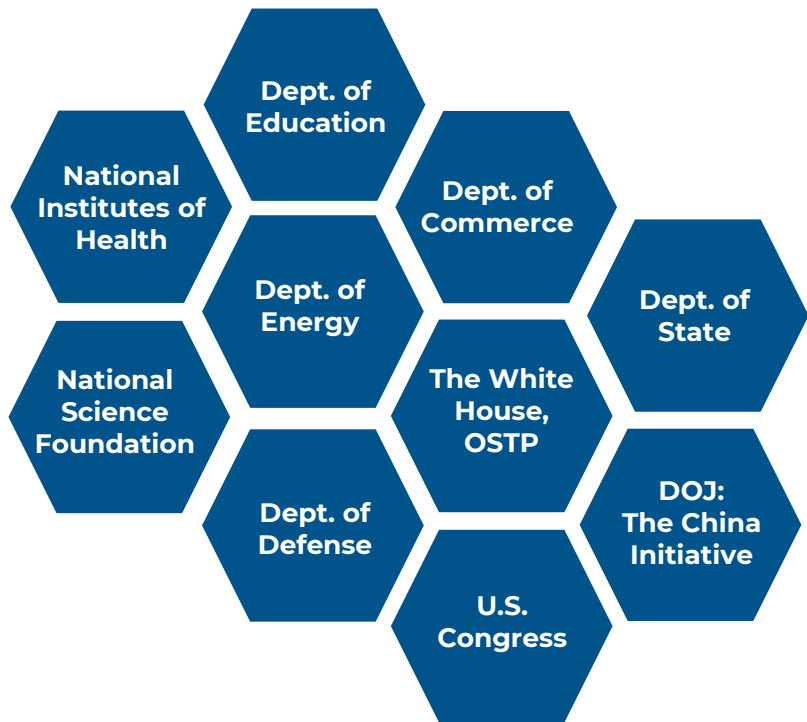 Dept. of
Education
National
Institutes of
Health
Dept. of
Commerce
Dept. of
Energy
Dept. of
State
National
Science
Foundation
The White
House,
OSTP
Dept. of
Defense
DOJ:
The China
Initiative
U.S.
Congress